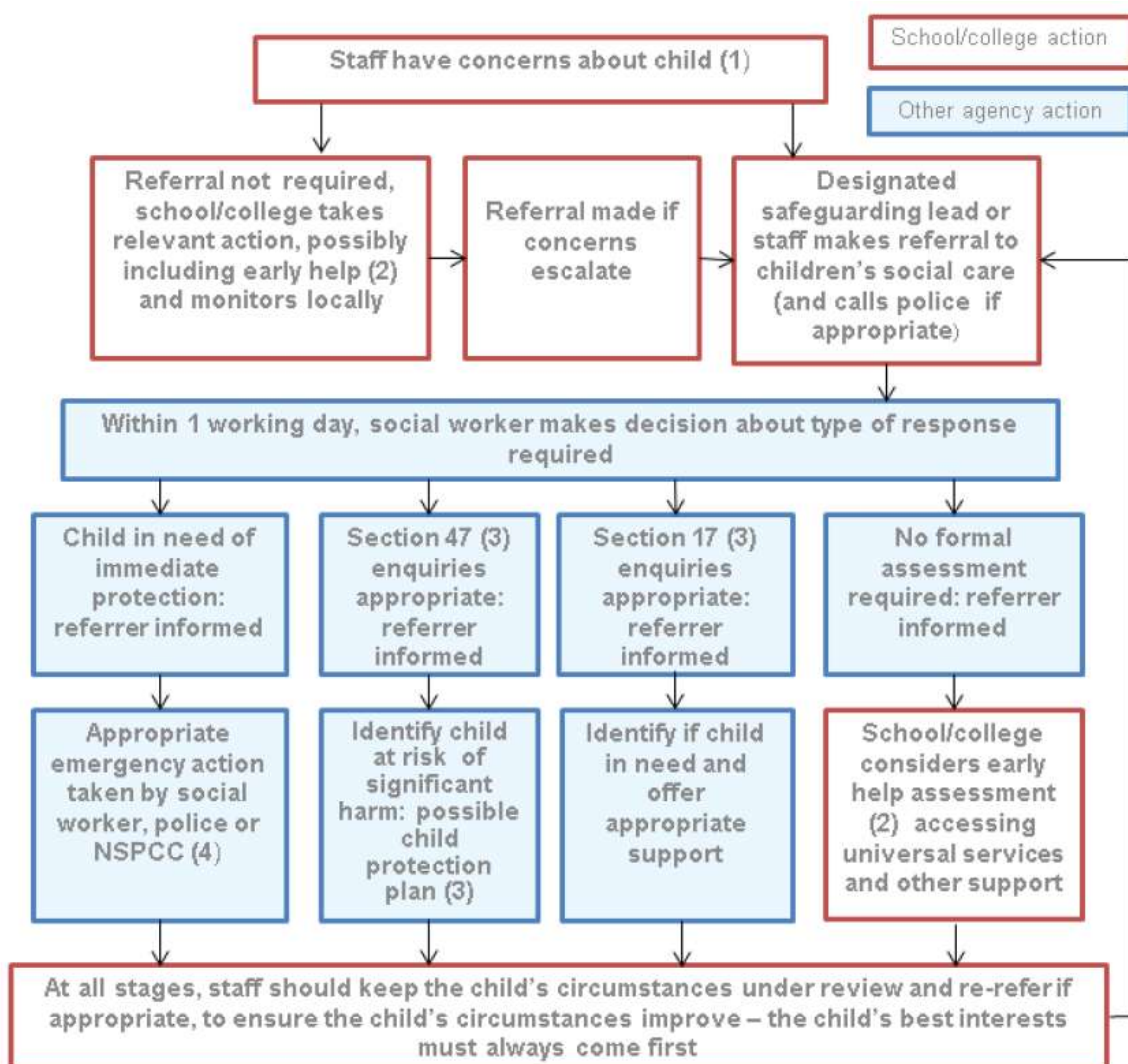 School/college action
Other agency action
Staff have concerns about child (1)
Referral not required,
school/college takes
relevant action, possibly
including early help (2)
and monitors locally
Referral made if
concerns
escalate
Designated
safeguarding lead or
staff makes referral to
children's social care
(and calls police if
appropriate)
Within 1 working day, social worker makes decision about type of response
required
Child in need of
immediate
protection:
referrer informed
Section 47 (3)
enquiries
appropriate:
referrer
informed
Section 17 (3)
enquiries
appropriate:
referrer
informed
No formal
assessment
required: referrer
informed
Appropriate
emergency action
taken by social
worker, police or
NSPCC (4)
Identify child
at risk of
significant
harm: possible
child
protection
plan (3)
Identify if child
in need and
offer
appropriate
support
School/college
considers early
help assessment
(2) accessing
universal services
and other support
At all stages, staff should keep the child's circumstances under review and re-refer if
appropriate, to ensure the child's circumstances improve – the child's best interests
must always come first